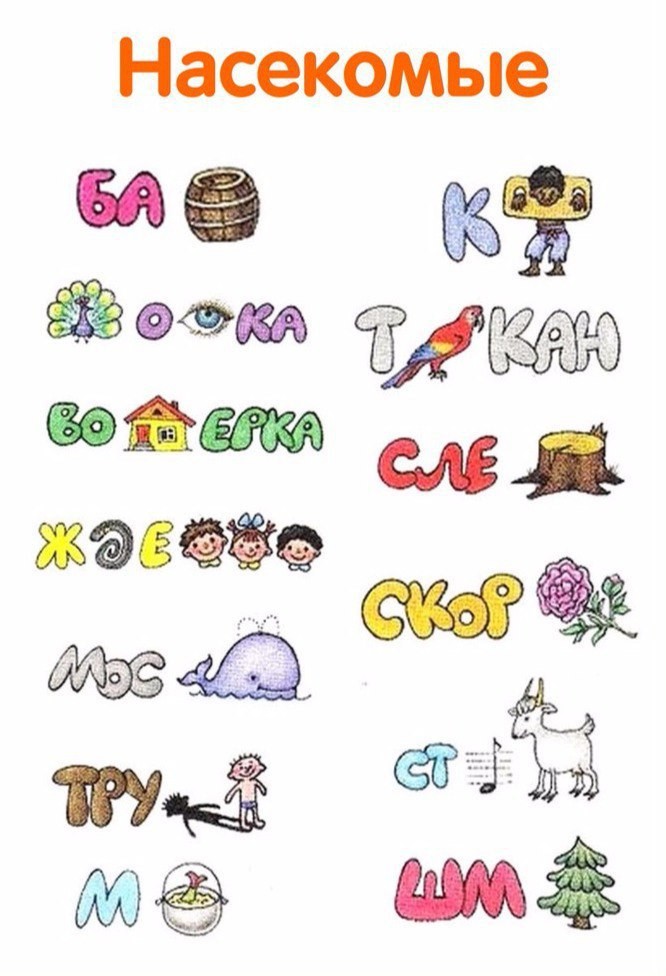 Насекомые
БА
О КА
ВО ЕРКА
Ж Е
МОС
ТРУ
М
К
Т КАН
СЛЕ
СКОР
СТ
ШМ